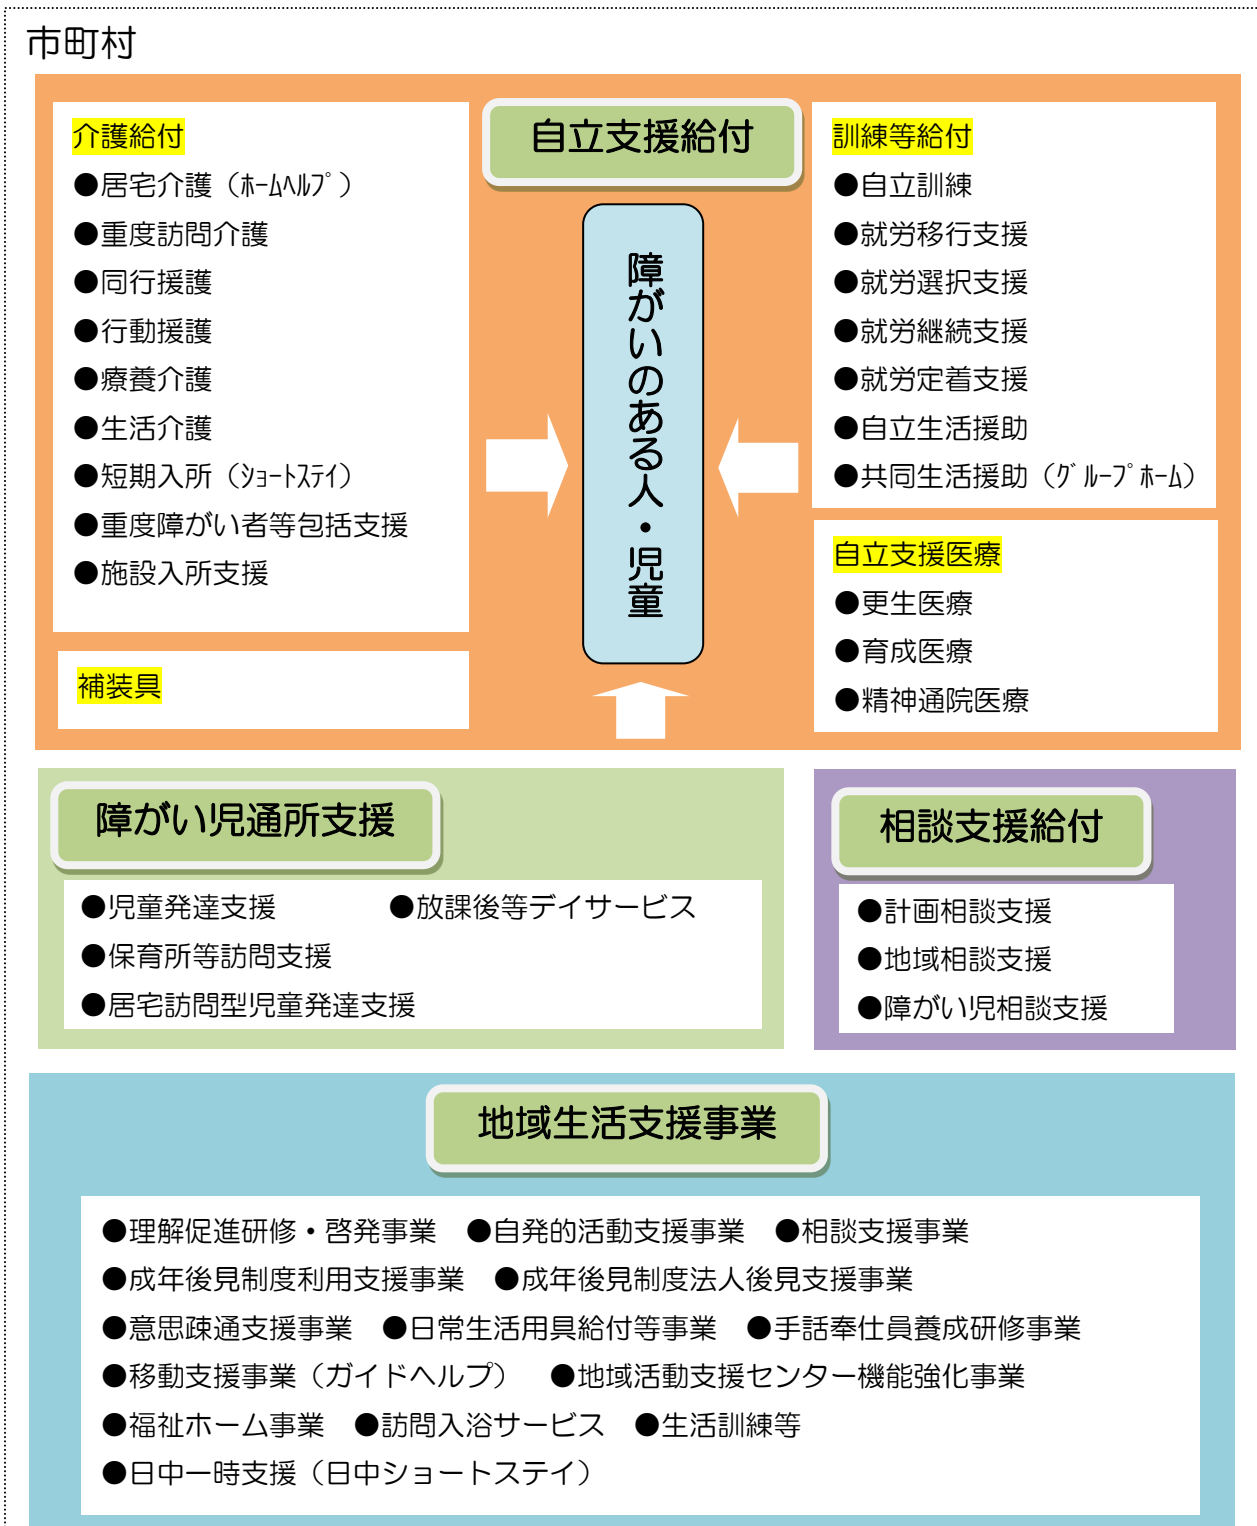 市町村
自立支援給付
介護給付
●居宅介護（ﾎｰﾑﾍﾙﾌﾟ）
●重度訪問介護
●同行援護
●行動援護
●療養介護
●生活介護
●短期入所（ｼｮｰﾄｽﾃｲ）
●重度障がい者等包括支援
●施設入所支援
補装具
障がいのある人・児童
訓練等給付
●自立訓練
●就労移行支援
●就労選択支援
●就労継続支援
●就労定着支援
●自立生活援助
●共同生活援助（ｸﾞﾙｰﾌﾟﾎｰﾑ）
自立支援医療
●更生医療
●育成医療
●精神通院医療
障がい児通所支援
●児童発達支援　●放課後等デイサービス
●保育所等訪問支援
●居宅訪問型児童発達支援
相談支援給付
●計画相談支援
●地域相談支援
●障がい児相談支援
地域生活支援事業
●理解促進研修・啓発事業　●自発的活動支援事業　●相談支援事業
●成年後見制度利用支援事業　●成年後見制度法人後見支援事業
●意思疎通支援事業　●日常生活用具給付等事業　●手話奉仕員養成研修事業
●移動支援事業（ガイドヘルプ）　●地域活動支援センター機能強化事業
●福祉ホーム事業　●訪問入浴サービス　●生活訓練等
●日中一時支援（日中ショートステイ）